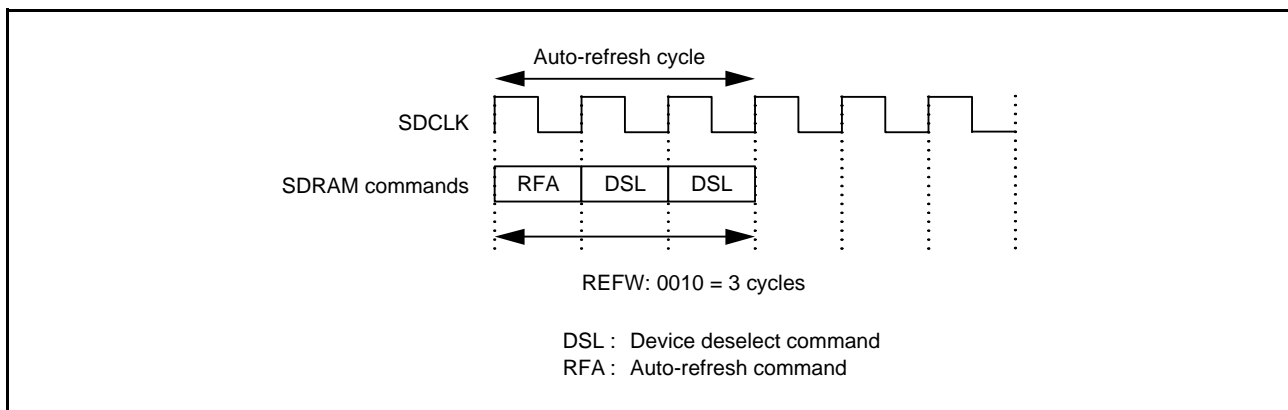 Auto-refresh cycle
SDCLK
SDRAM commands
RFA DSL DSL
REFW: 0010 = 3 cycles
DSL : Device deselect command
RFA : Auto-refresh command